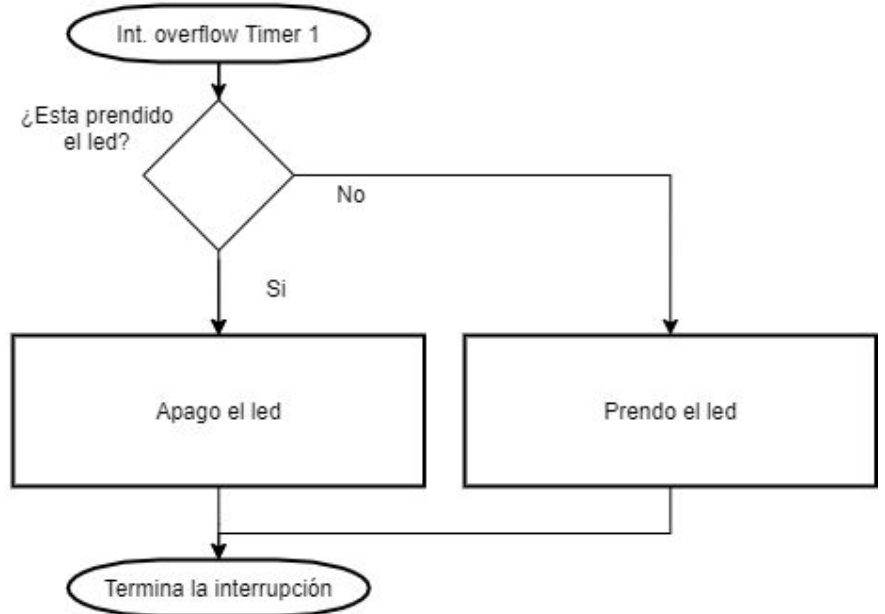 Int. overflow Timer 1
¿Esta prendido
el led?
No
Si
Apago el led
Prendo el led
Termina la interrupción